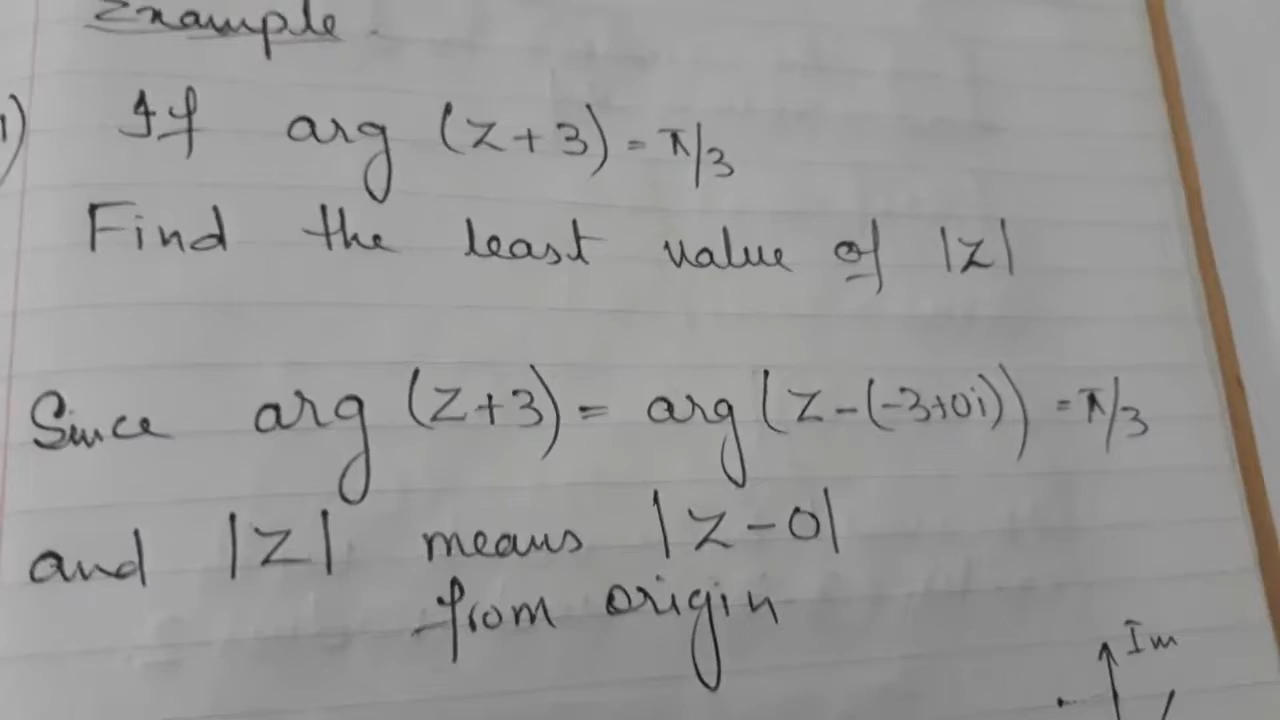 Example.
1) If arg (z+3) = π/3
Find the least value of |z|
Since arg (z+3) = arg (z-(-3+0i)) = π/3
and |z| means |z-0|
from origin
Im